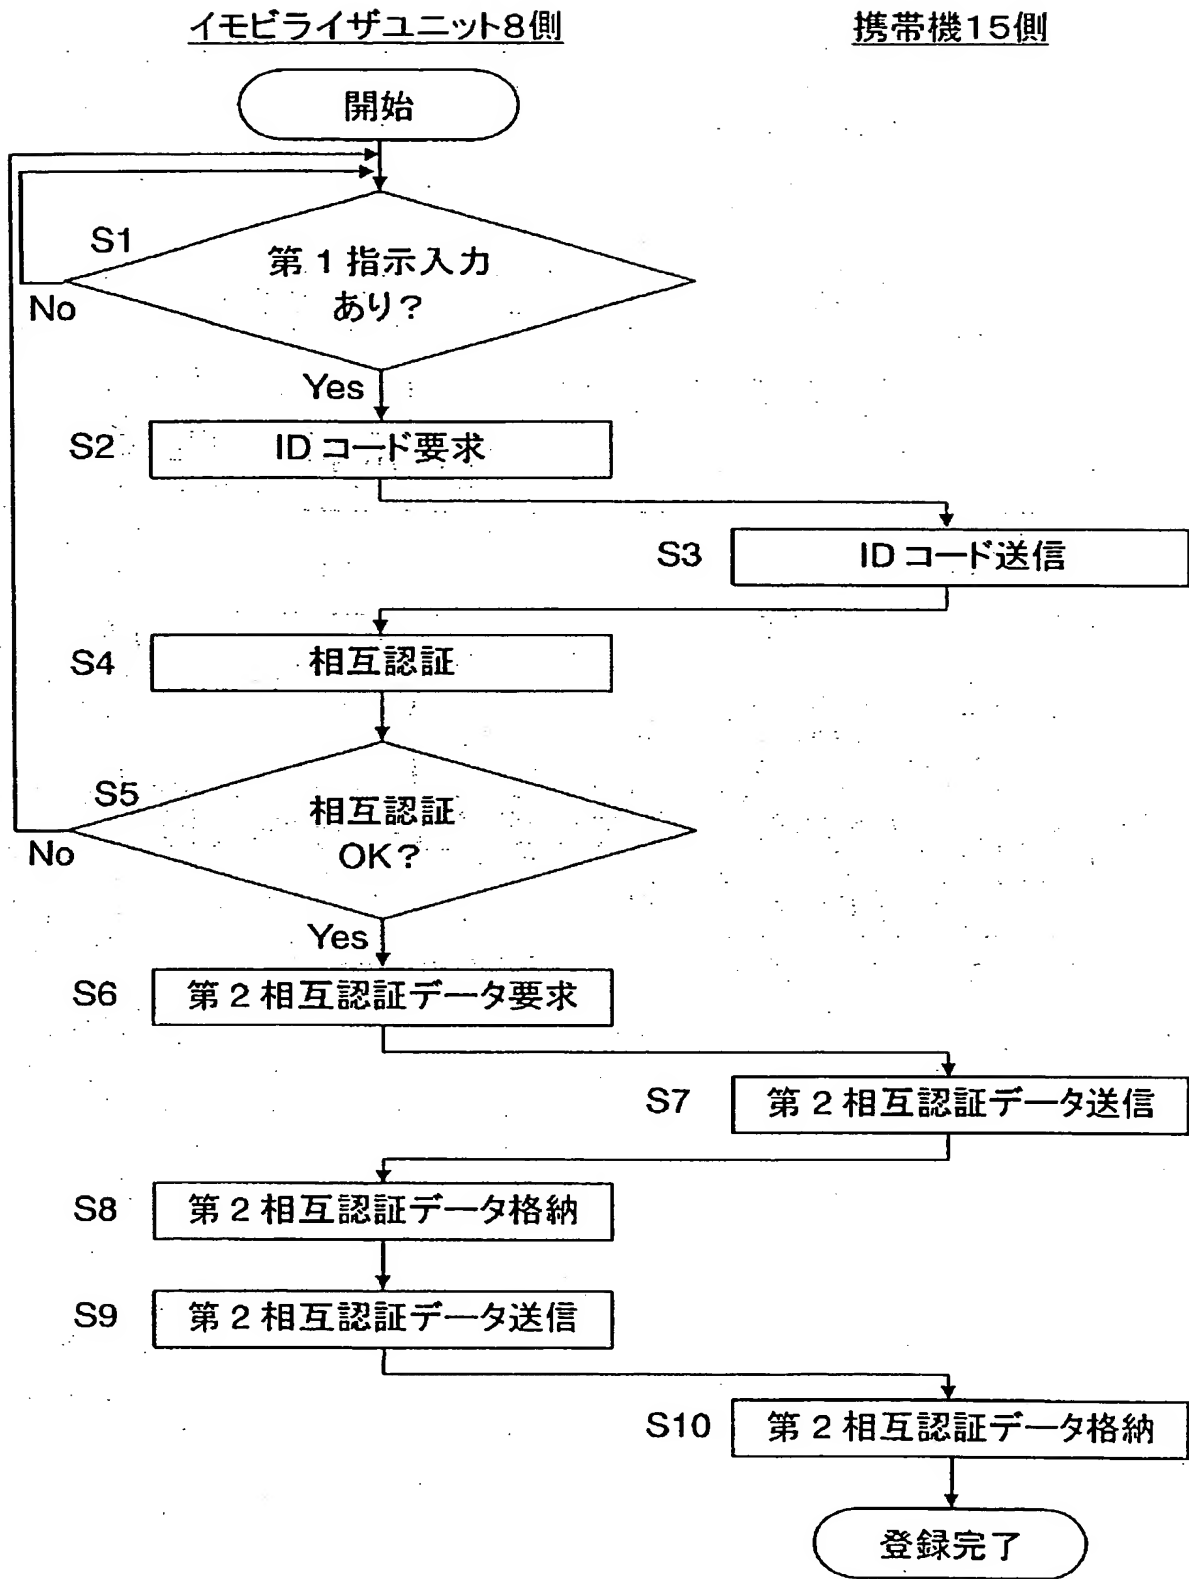 イモビライザユニット8側
携帯機15側
開始
S1
第1指示入力
あり？
No
Yes
S2
IDコード要求
S3
IDコード送信
S4
相互認証
S5
相互認証
OK？
No
Yes
S6
第2相互認証データ要求
S7
第2相互認証データ送信
S8
第2相互認証データ格納
S9
第2相互認証データ送信
S10
第2相互認証データ格納
登録完了